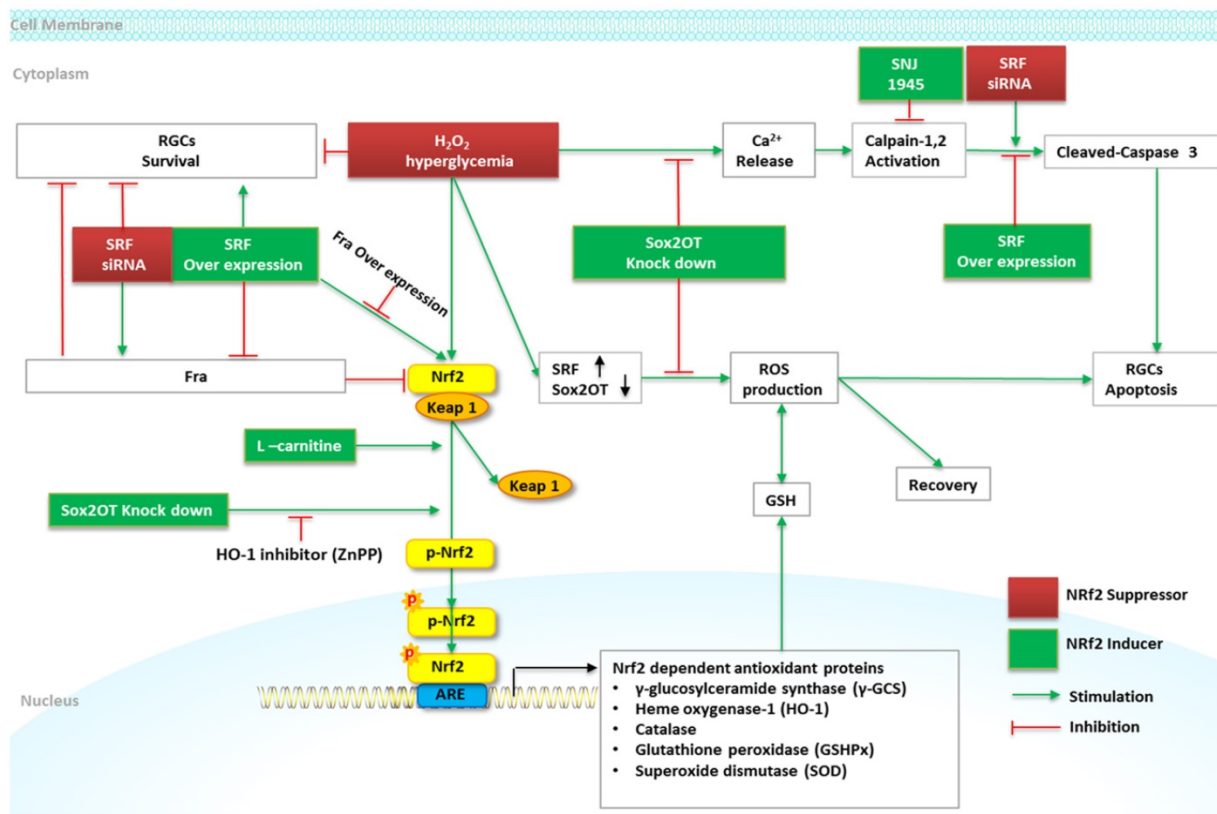 Cell Membrane
Cytoplasm
SNJ
1945
SRF
siRNA
RGCs
Survival
H₂O₂
hyperglycemia
Ca²⁺
Release
Calpain-1,2
Activation
Cleaved-Caspase 3
SRF
siRNA
SRF
Over expression
Fra Over expression
Sox2OT
Knock down
SRF
Over expression
Fra
Nrf2
Keap 1
SRF
Sox2OT
ROS
production
RGCs
Apoptosis
L –carnitine
Keap 1
GSH
Recovery
Sox2OT Knock down
HO-1 inhibitor (ZnPP)
p-Nrf2
p
p-Nrf2
p
Nrf2
ARE
Nucleus
Nrf2 dependent antioxidant proteins
• γ-glucosylceramide synthase (γ-GCS)
• Heme oxygenase-1 (HO-1)
• Catalase
• Glutathione peroxidase (GSHPx)
• Superoxide dismutase (SOD)
NRf2 Suppressor
NRf2 Inducer
Stimulation
Inhibition